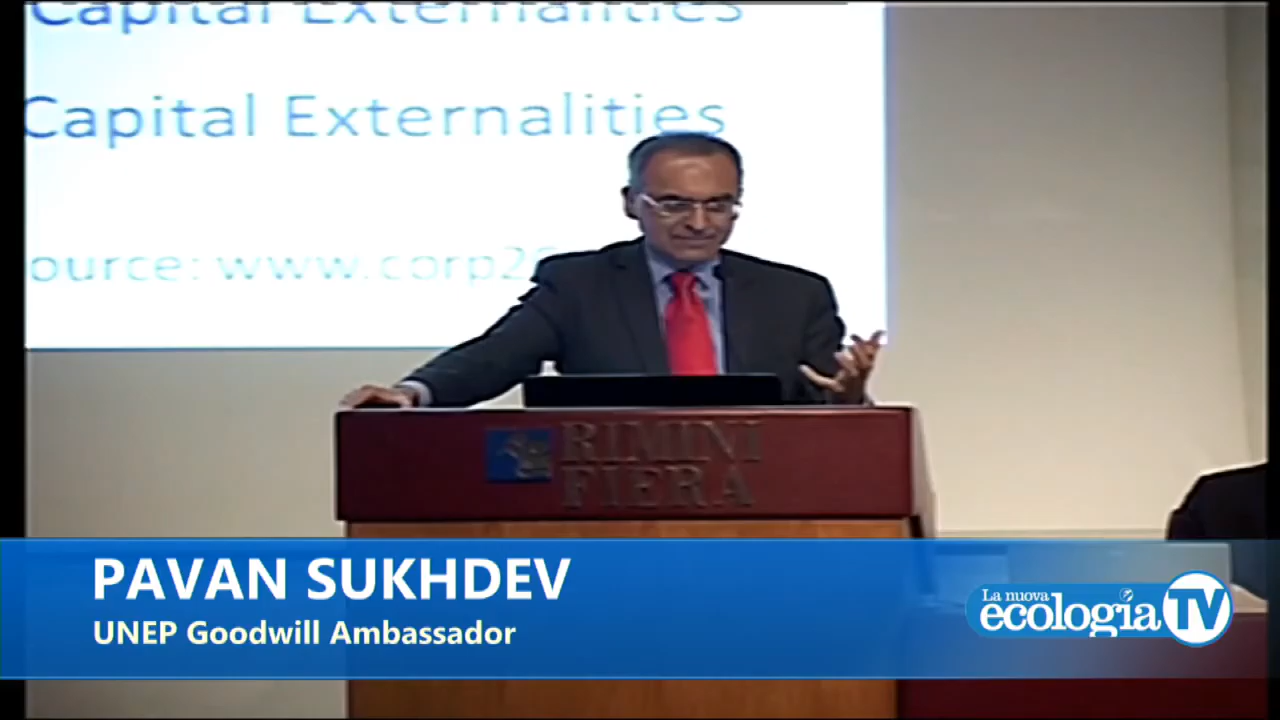 Capital Externalities
Capital Externalities
ource: www.corp2
RIMINI
FIERA
PAVAN SUKHDEV
UNEP Goodwill Ambassador
La nuova
ecologia TV